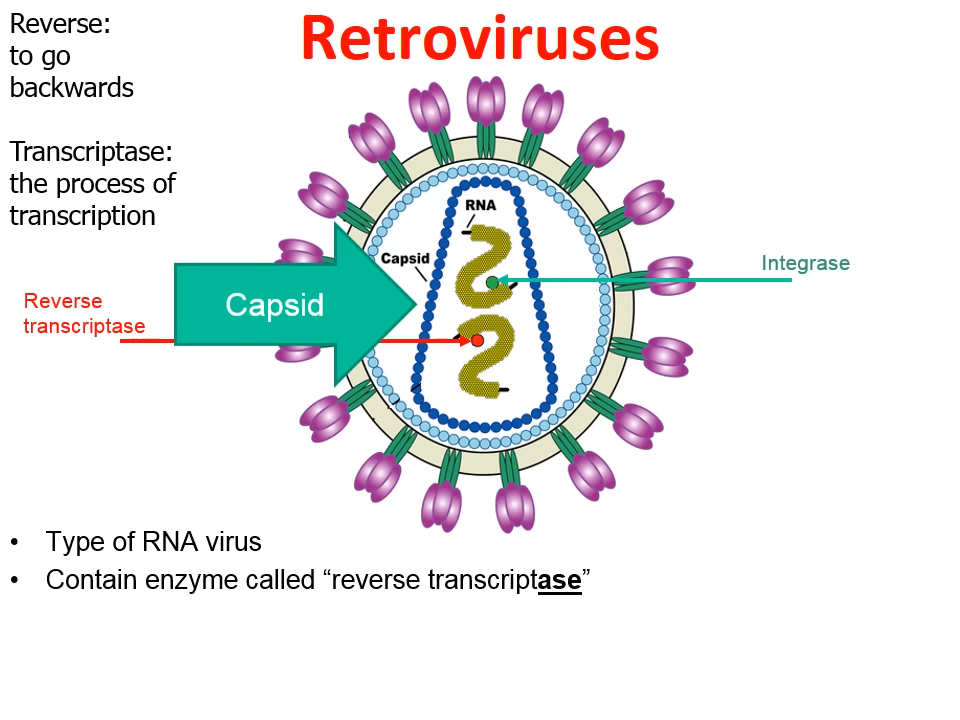 Retroviruses
Reverse:
to go
backwards
Transcriptase:
the process of
transcription
RNA
Capsid
Integrase
Capsid
Reverse
transcriptase
• Type of RNA virus
• Contain enzyme called “reverse transcriptase”